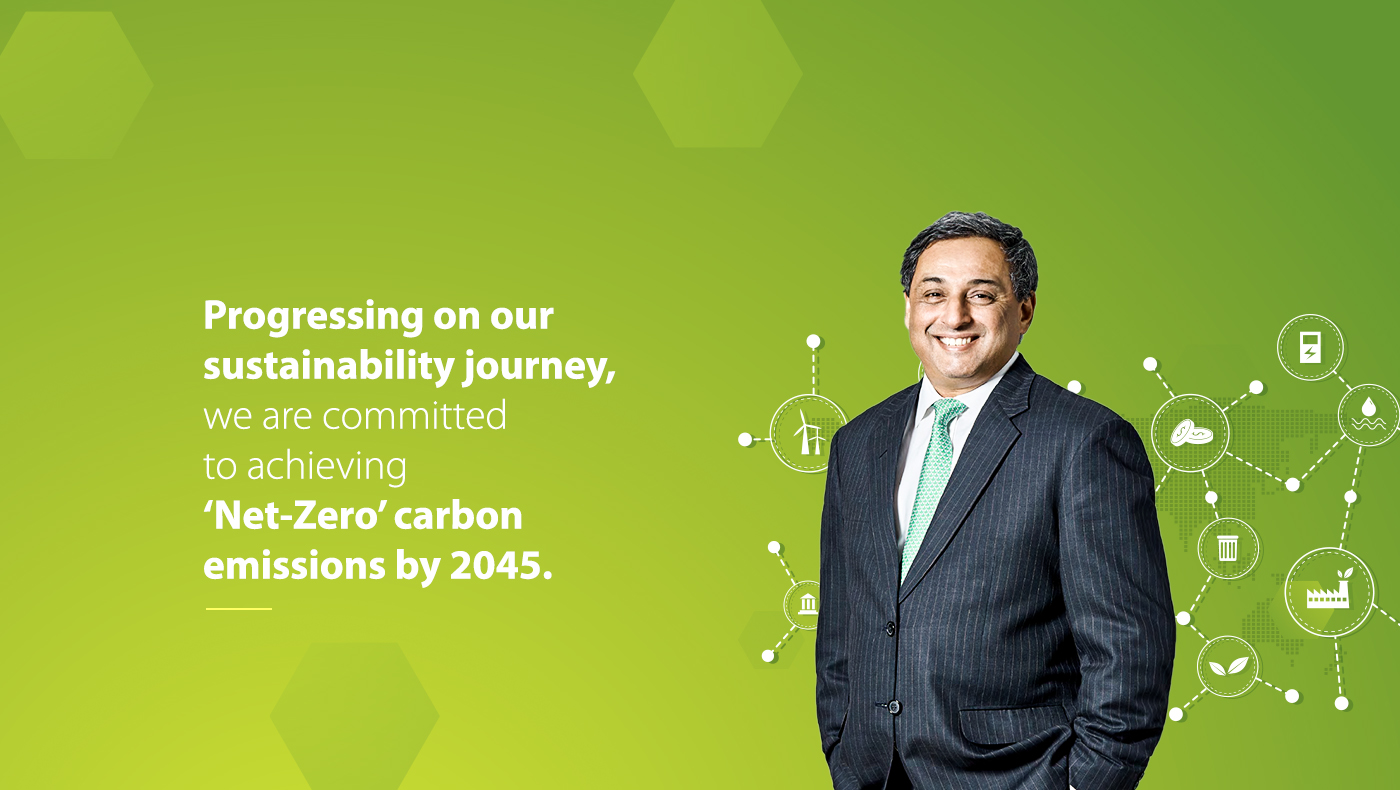 Progressing on our
sustainability journey,
we are committed
to achieving
‘Net-Zero’ carbon
emissions by 2045.